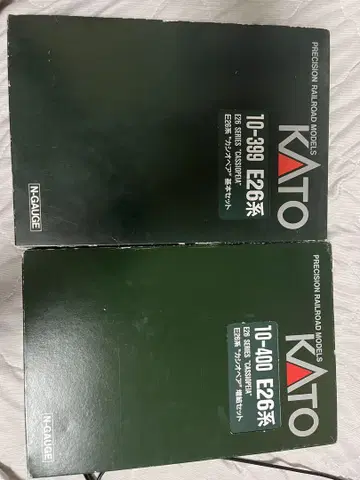 KATO
PRECISION RAILROAD MODELS
10-399 E26系
E26 SERIES "CASSIOPEIA"
E26系 "カシオペア" 基本セット
N-GAUGE
KATO
PRECISION RAILROAD MODELS
10-400 E26系
E26 SERIES "CASSIOPEIA"
E26系 "カシオペア" 増結セット
N-GAUGE